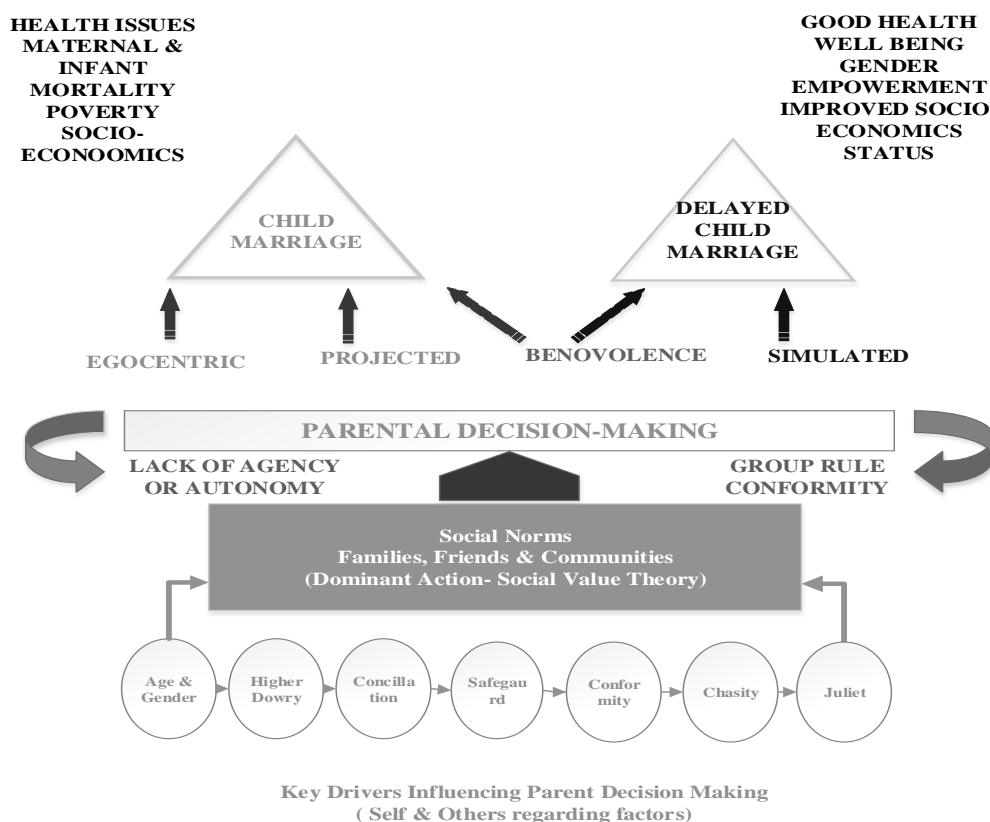 HEALTH ISSUES
MATERNAL &
INFANT
MORTALITY
POVERTY
SOCIO-
ECONOOMICS
GOOD HEALTH
WELL BEING
GENDER
EMPOWERMENT
IMPROVED SOCIO
ECONOMICS
STATUS
CHILD
MARRIAGE
DELAYED
CHILD
MARRIAGE
EGOCENTRIC
PROJECTED
BENOVOLENCE
SIMULATED
PARENTAL DECISION-MAKING
LACK OF AGENCY
OR AUTONOMY
GROUP RULE
CONFORMITY
Social Norms
Families, Friends & Communities
(Dominant Action- Social Value Theory)
Age &
Gender
Higher
Dowry
Concilla
tion
Safegau
rd
Confor
mity
Chasity
Juliet
Key Drivers Influencing Parent Decision Making
( Self & Others regarding factors)